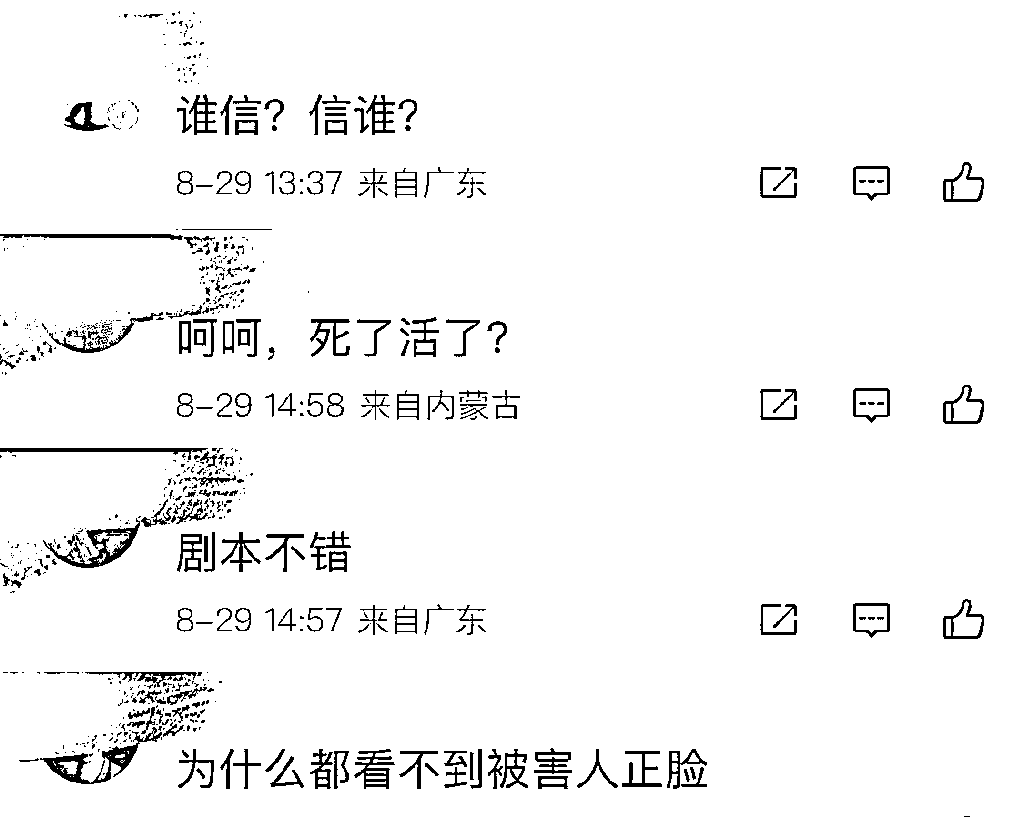 谁信？信谁？
8-29 13:37 来自广东
呵呵，死了活了？
8-29 14:58 来自内蒙古
剧本不错
8-29 14:57 来自广东
为什么都看不到被害人正脸